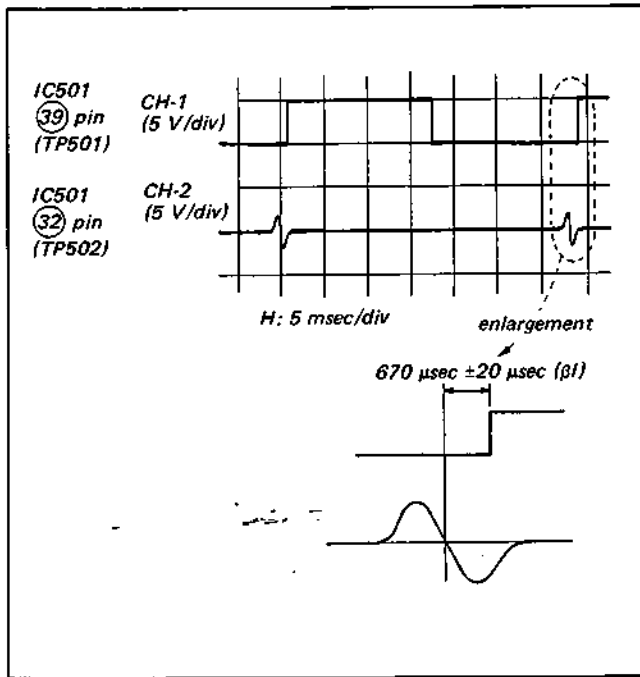 IC501
39 pin
(TP501)
CH-1
(5 V/div)
IC501
32 pin
(TP502)
CH-2
(5 V/div)
H: 5 msec/div
enlargement
670 μsec ±20 μsec (βI)